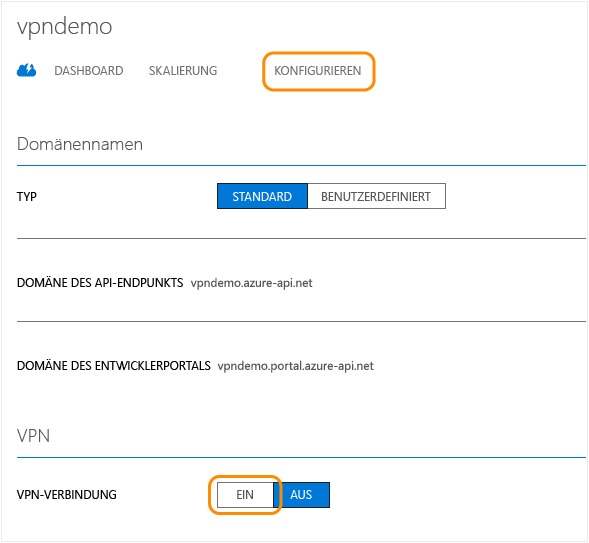 vpndemo
DASHBOARD SKALIERUNG KONFIGURIEREN
Domänennamen
TYP STANDARD BENUTZERDEFINIERT
DOMÄNE DES API-ENDPUNKTS vpndemo.azure-api.net
DOMÄNE DES ENTWICKLERPORTALS vpndemo.portal.azure-api.net
VPN
VPN-VERBINDUNG EIN AUS